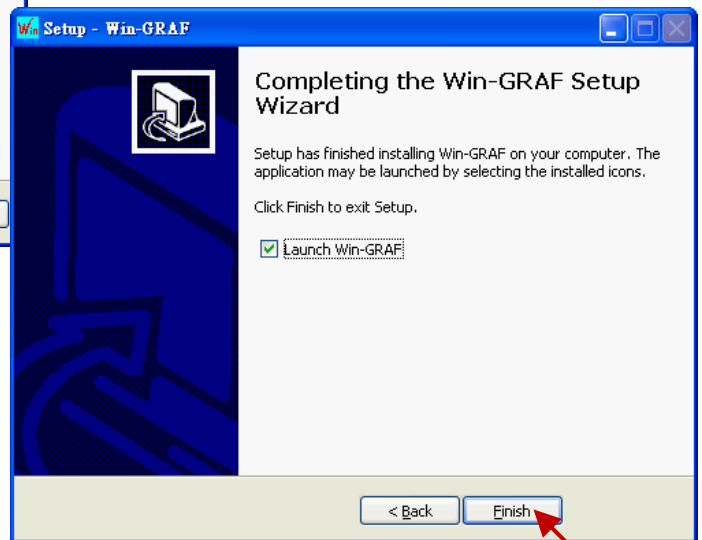 Win Setup - Win-GRAF
Completing the Win-GRAF Setup
Wizard
Setup has finished installing Win-GRAF on your computer. The
application may be launched by selecting the installed icons.
Click Finish to exit Setup.
Launch Win-GRAF
< Back Finish